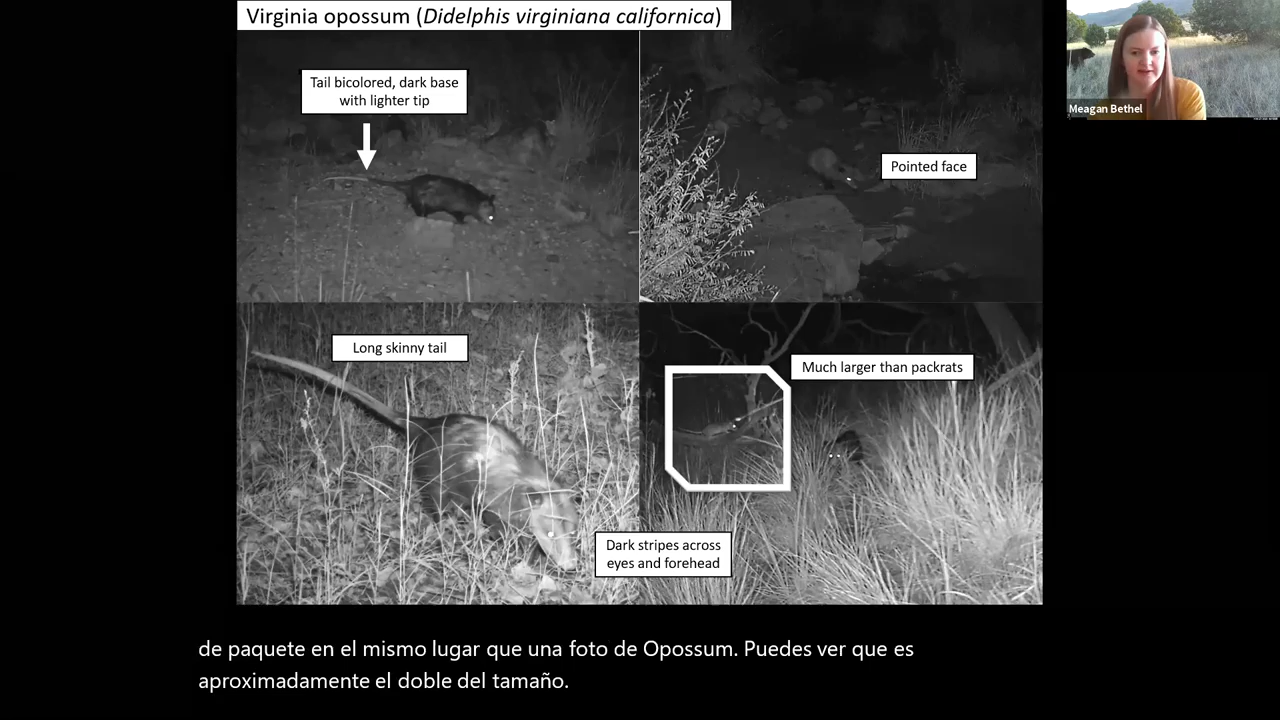 Virginia opossum (Didelphis virginiana californica)
Tail bicolored, dark base
with lighter tip
Pointed face
Meagan Bethel
Long skinny tail
Much larger than packrats
Dark stripes across
eyes and forehead
de paquete en el mismo lugar que una foto de Opossum. Puedes ver que es
aproximadamente el doble del tamaño.